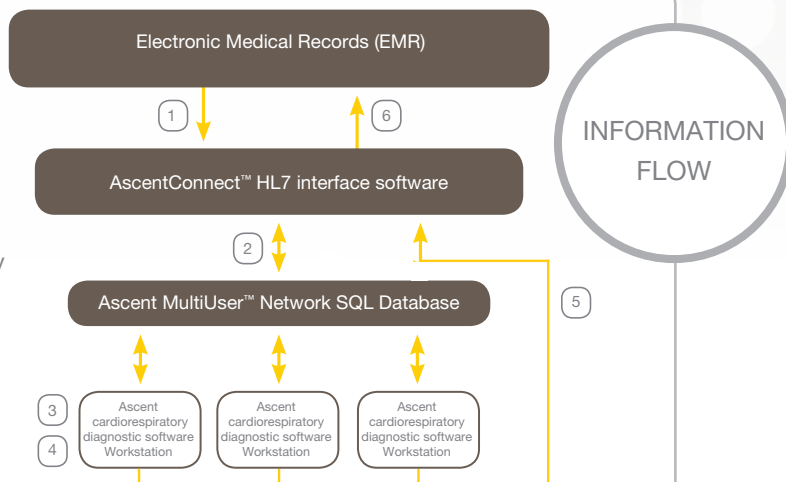 Electronic Medical Records (EMR)
1
6
INFORMATION
FLOW
AscentConnect™ HL7 interface software
2
Ascent MultiUser™ Network SQL Database
5
3
4
Ascent
cardiorespiratory
diagnostic software
Workstation
Ascent
cardiorespiratory
diagnostic software
Workstation
Ascent
cardiorespiratory
diagnostic software
Workstation